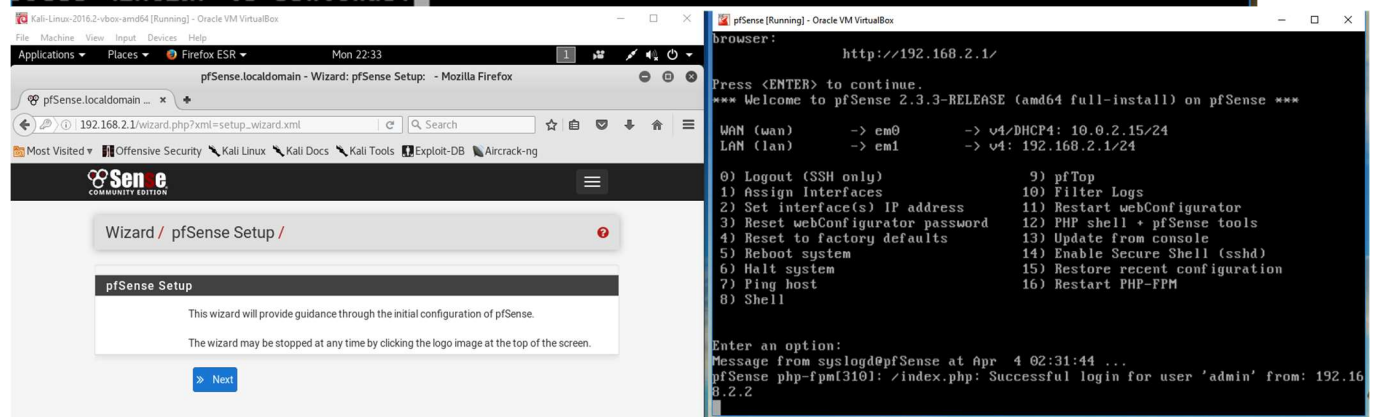 Kali-Linux-2016.2-vbox-amd64 [Running] - Oracle VM VirtualBox
File Machine View Input Devices Help
Applications Places Firefox ESR Mon 22:33 1
pfSense.localdomain - Wizard: pfSense Setup: - Mozilla Firefox
pfSense.localdomain ...
192.168.2.1/wizard.php?xml=setup_wizard.xml Search
Most Visited Offensive Security Kali Linux Kali Docs Kali Tools Exploit-DB Aircrack-ng
Sense
COMMUNITY EDITION
Wizard / pfSense Setup /
pfSense Setup
This wizard will provide guidance through the initial configuration of pfSense.
The wizard may be stopped at any time by clicking the logo image at the top of the screen.
Next
pfSense [Running] - Oracle VM VirtualBox
browser:
http://192.168.2.1/
Press <ENTER> to continue.
*** Welcome to pfSense 2.3.3-RELEASE (amd64 full-install) on pfSense ***
WAN (wan) -> em0 -> v4/DHCP4: 10.0.2.15/24
LAN (lan) -> em1 -> v4: 192.168.2.1/24
0) Logout (SSH only) 9) pfTop
1) Assign Interfaces 10) Filter Logs
2) Set interface(s) IP address 11) Restart webConfigurator
3) Reset webConfigurator password 12) PHP shell + pfSense tools
4) Reset to factory defaults 13) Update from console
5) Reboot system 14) Enable Secure Shell (sshd)
6) Halt system 15) Restore recent configuration
7) Ping host 16) Restart PHP-FPM
8) Shell
Enter an option:
Message from syslogd@pfSense at Apr 4 02:31:44 ...
pfSense php-fpm[310]: /index.php: Successful login for user 'admin' from: 192.16
8.2.2